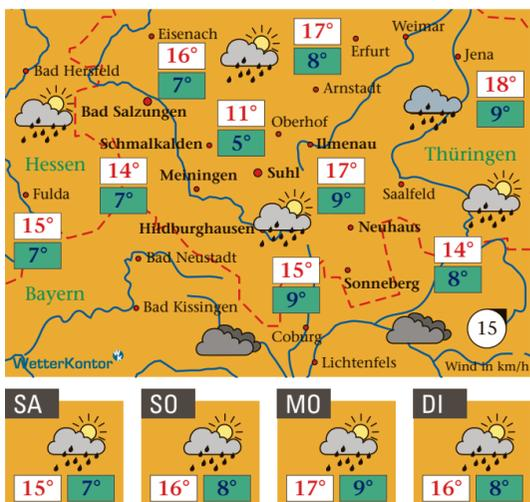 Eisenach
16°
7°
17°
8°
Weimar
Erfurt
Jena
Bad Hersfeld
Arnstadt
18°
9°
Bad Salzungen
11°
5°
Oberhof
Schmalkalden
Ilmenau
Hessen
Thüringen
14°
7°
Meiningen
Suhl
17°
9°
Fulda
Saalfeld
15°
7°
Hildburghausen
Neuhaus
Bad Neustadt
15°
9°
14°
8°
Sonneberg
Bayern
Bad Kissingen
Coburg
15
WetterKontor
Lichtenfels
Wind in km/h
SA
SO
MO
DI
15° 7°
16° 8°
17° 9°
16° 8°